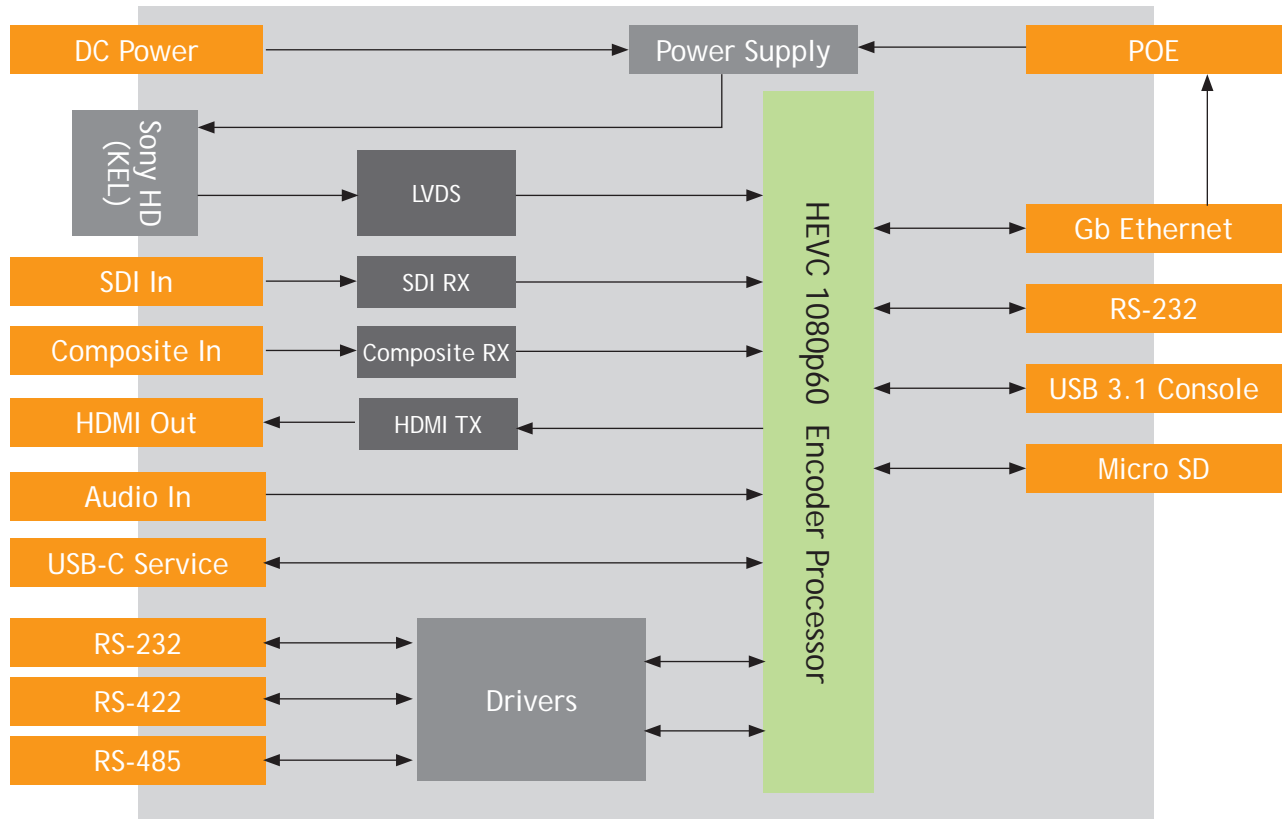 DC Power
Power Supply
POE
Sony HD
(KEL)
LVDS
HEVC 1080p60 Encoder Processor
Gb Ethernet
SDI In
SDI RX
RS-232
Composite In
Composite RX
USB 3.1 Console
HDMI Out
HDMI TX
Micro SD
Audio In
USB-C Service
RS-232
RS-422
Drivers
RS-485